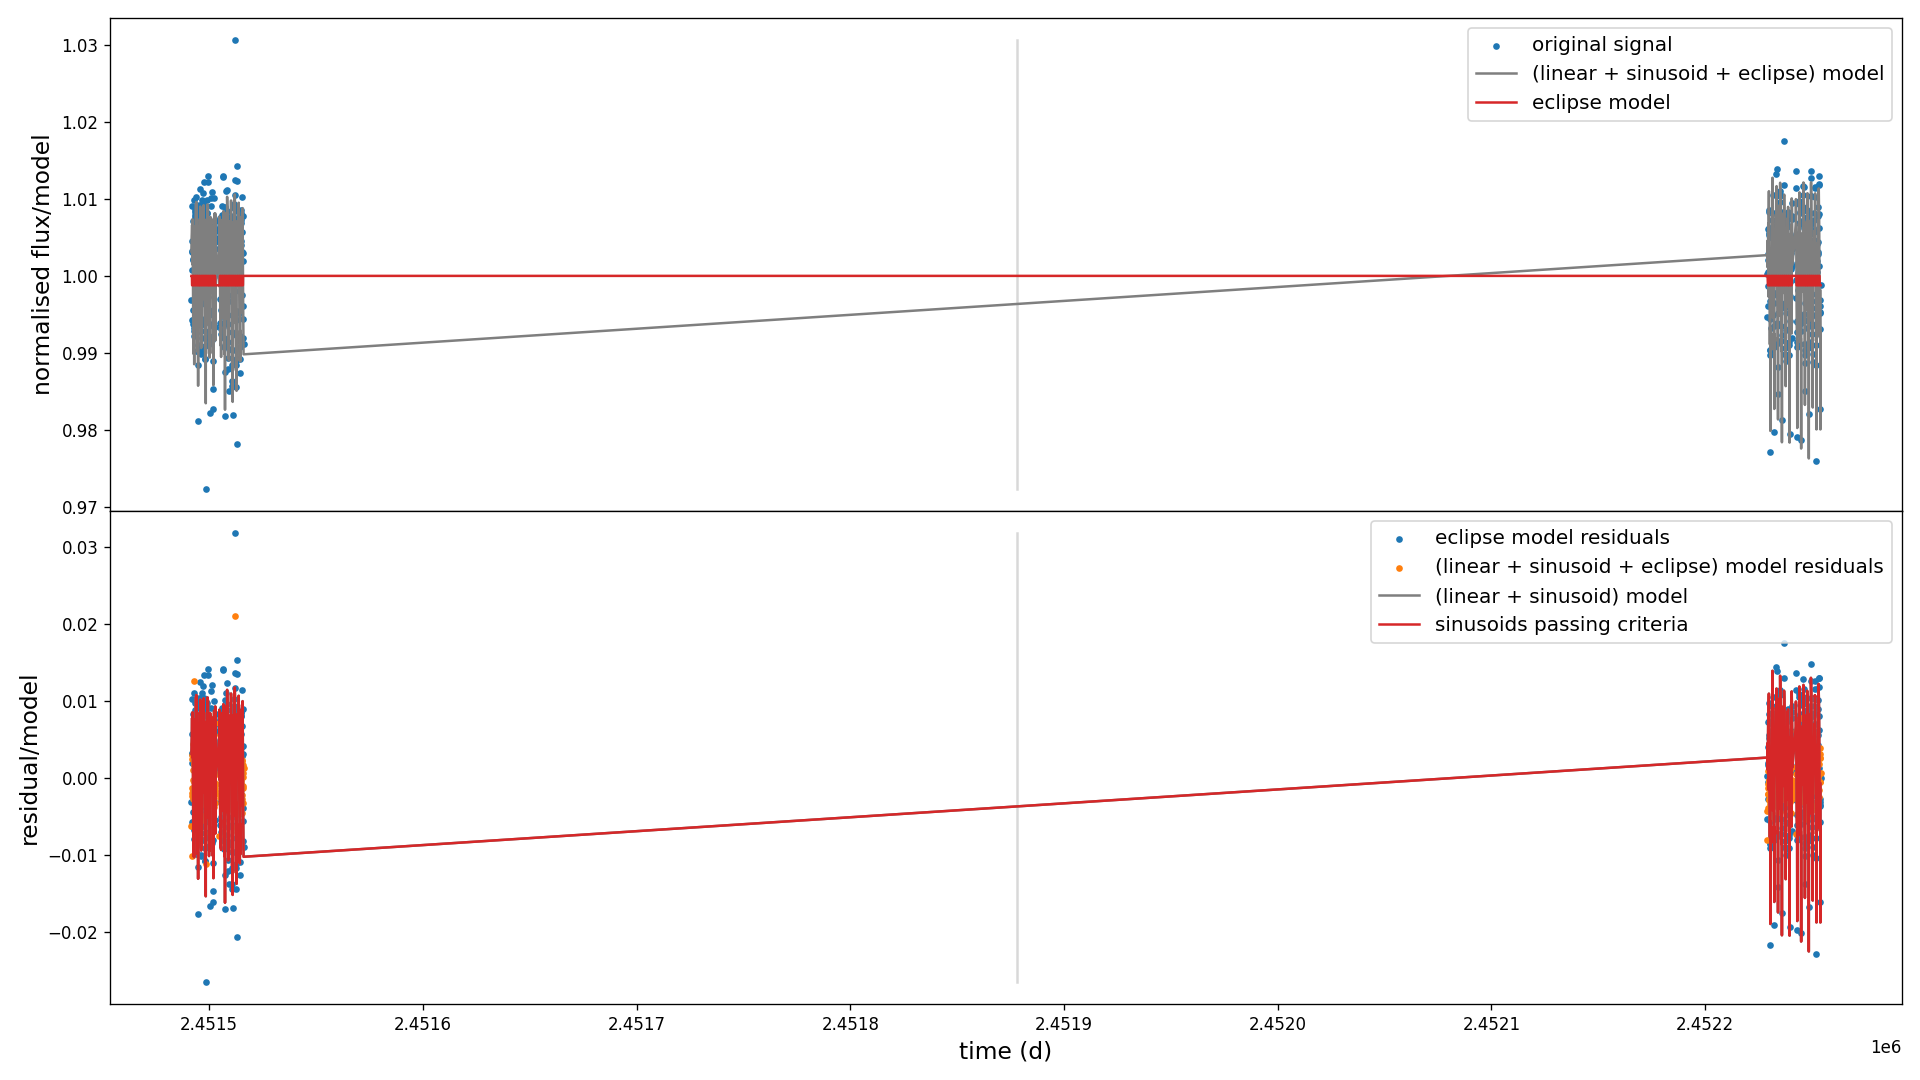 1.03
1.02
1.01
1.00
0.99
0.98
0.97
normalised flux/model
original signal
(linear + sinusoid + eclipse) model
eclipse model
0.03
0.02
0.01
0.00
−0.01
−0.02
residual/model
eclipse model residuals
(linear + sinusoid + eclipse) model residuals
(linear + sinusoid) model
sinusoids passing criteria
2.4515 2.4516 2.4517 2.4518 2.4519 2.4520 2.4521 2.4522
1e6
time (d)